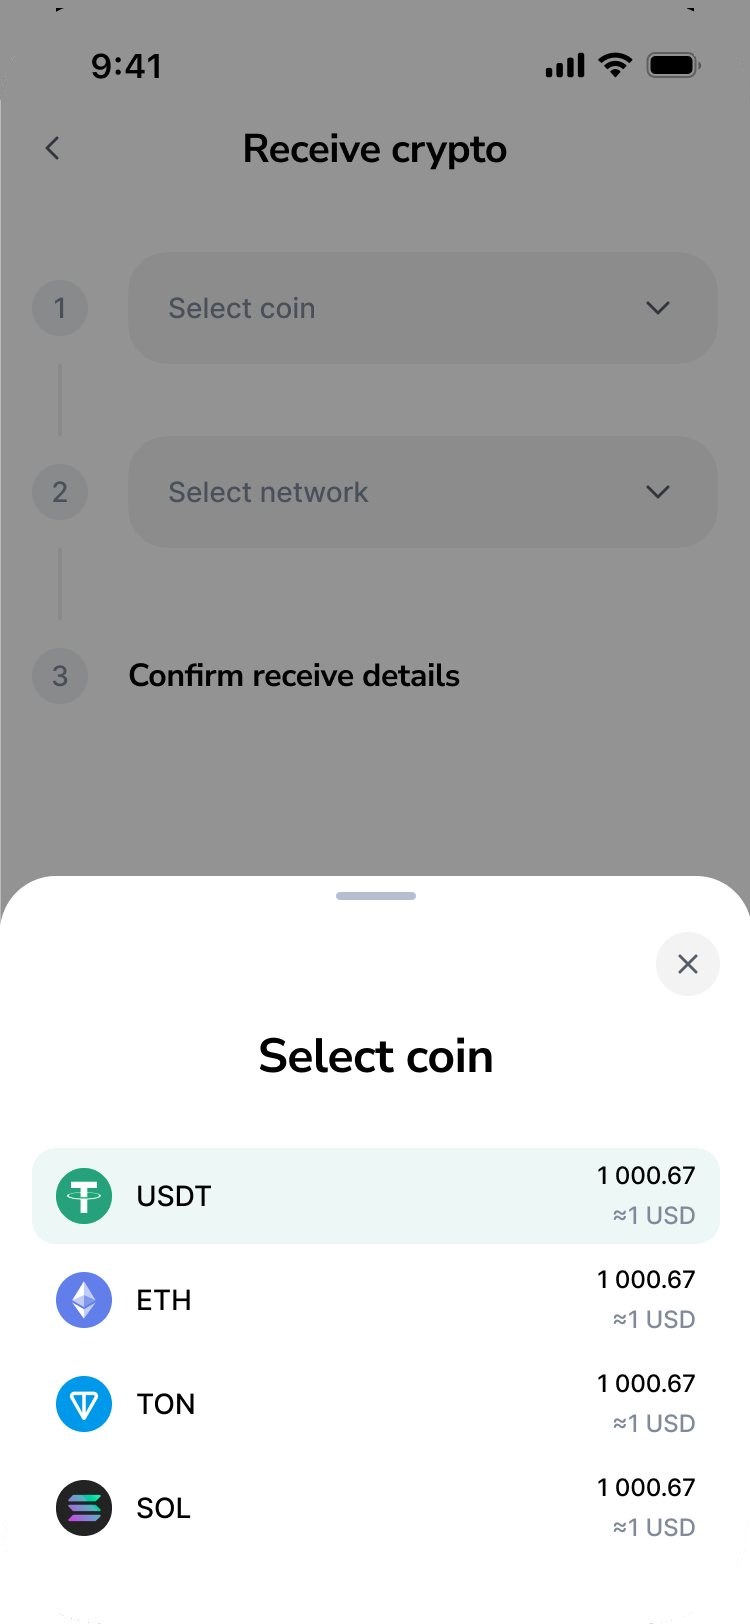 9:41
Receive crypto
1
Select coin
2
Select network
3
Confirm receive details
Select coin
USDT
1 000.67
≈1 USD
ETH
1 000.67
≈1 USD
TON
1 000.67
≈1 USD
SOL
1 000.67
≈1 USD